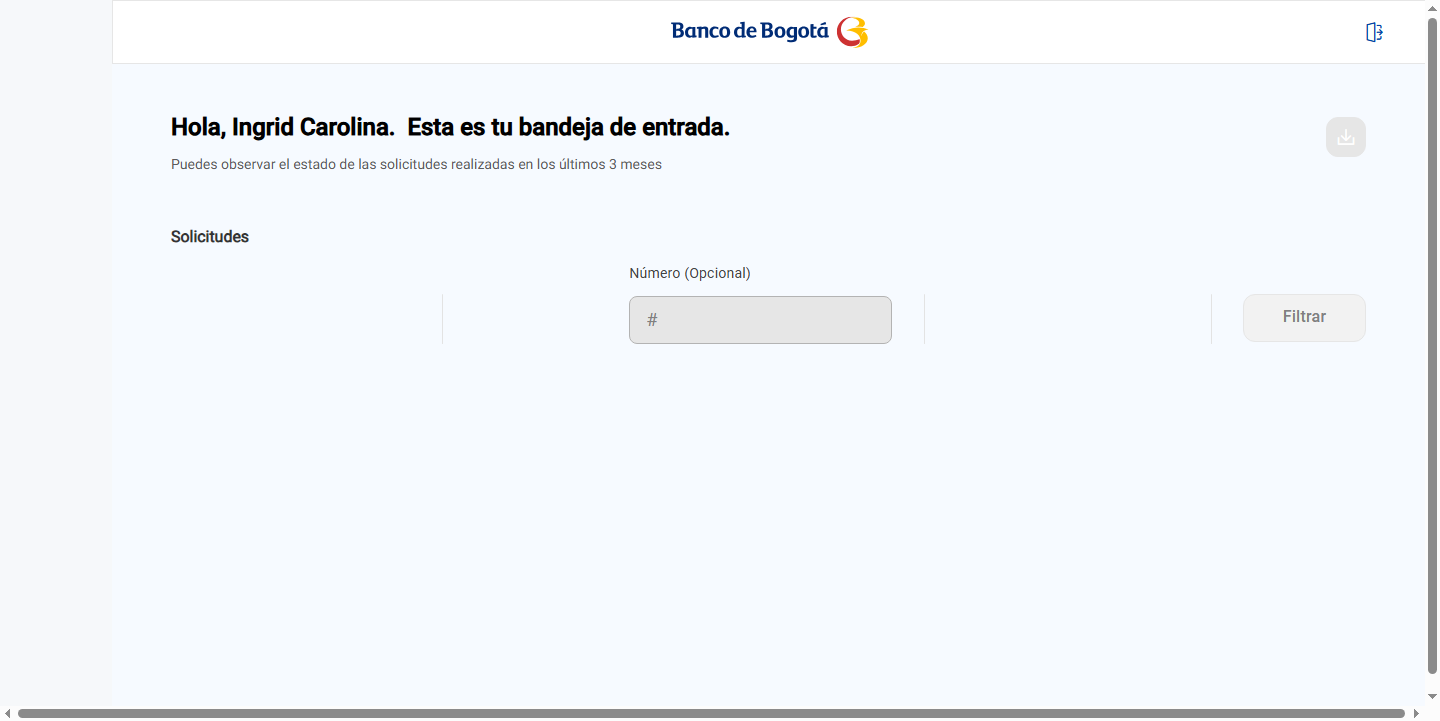 Banco de Bogotá
Hola, Ingrid Carolina. Esta es tu bandeja de entrada.
Puedes observar el estado de las solicitudes realizadas en los últimos 3 meses
Solicitudes
Número (Opcional)
#
Filtrar